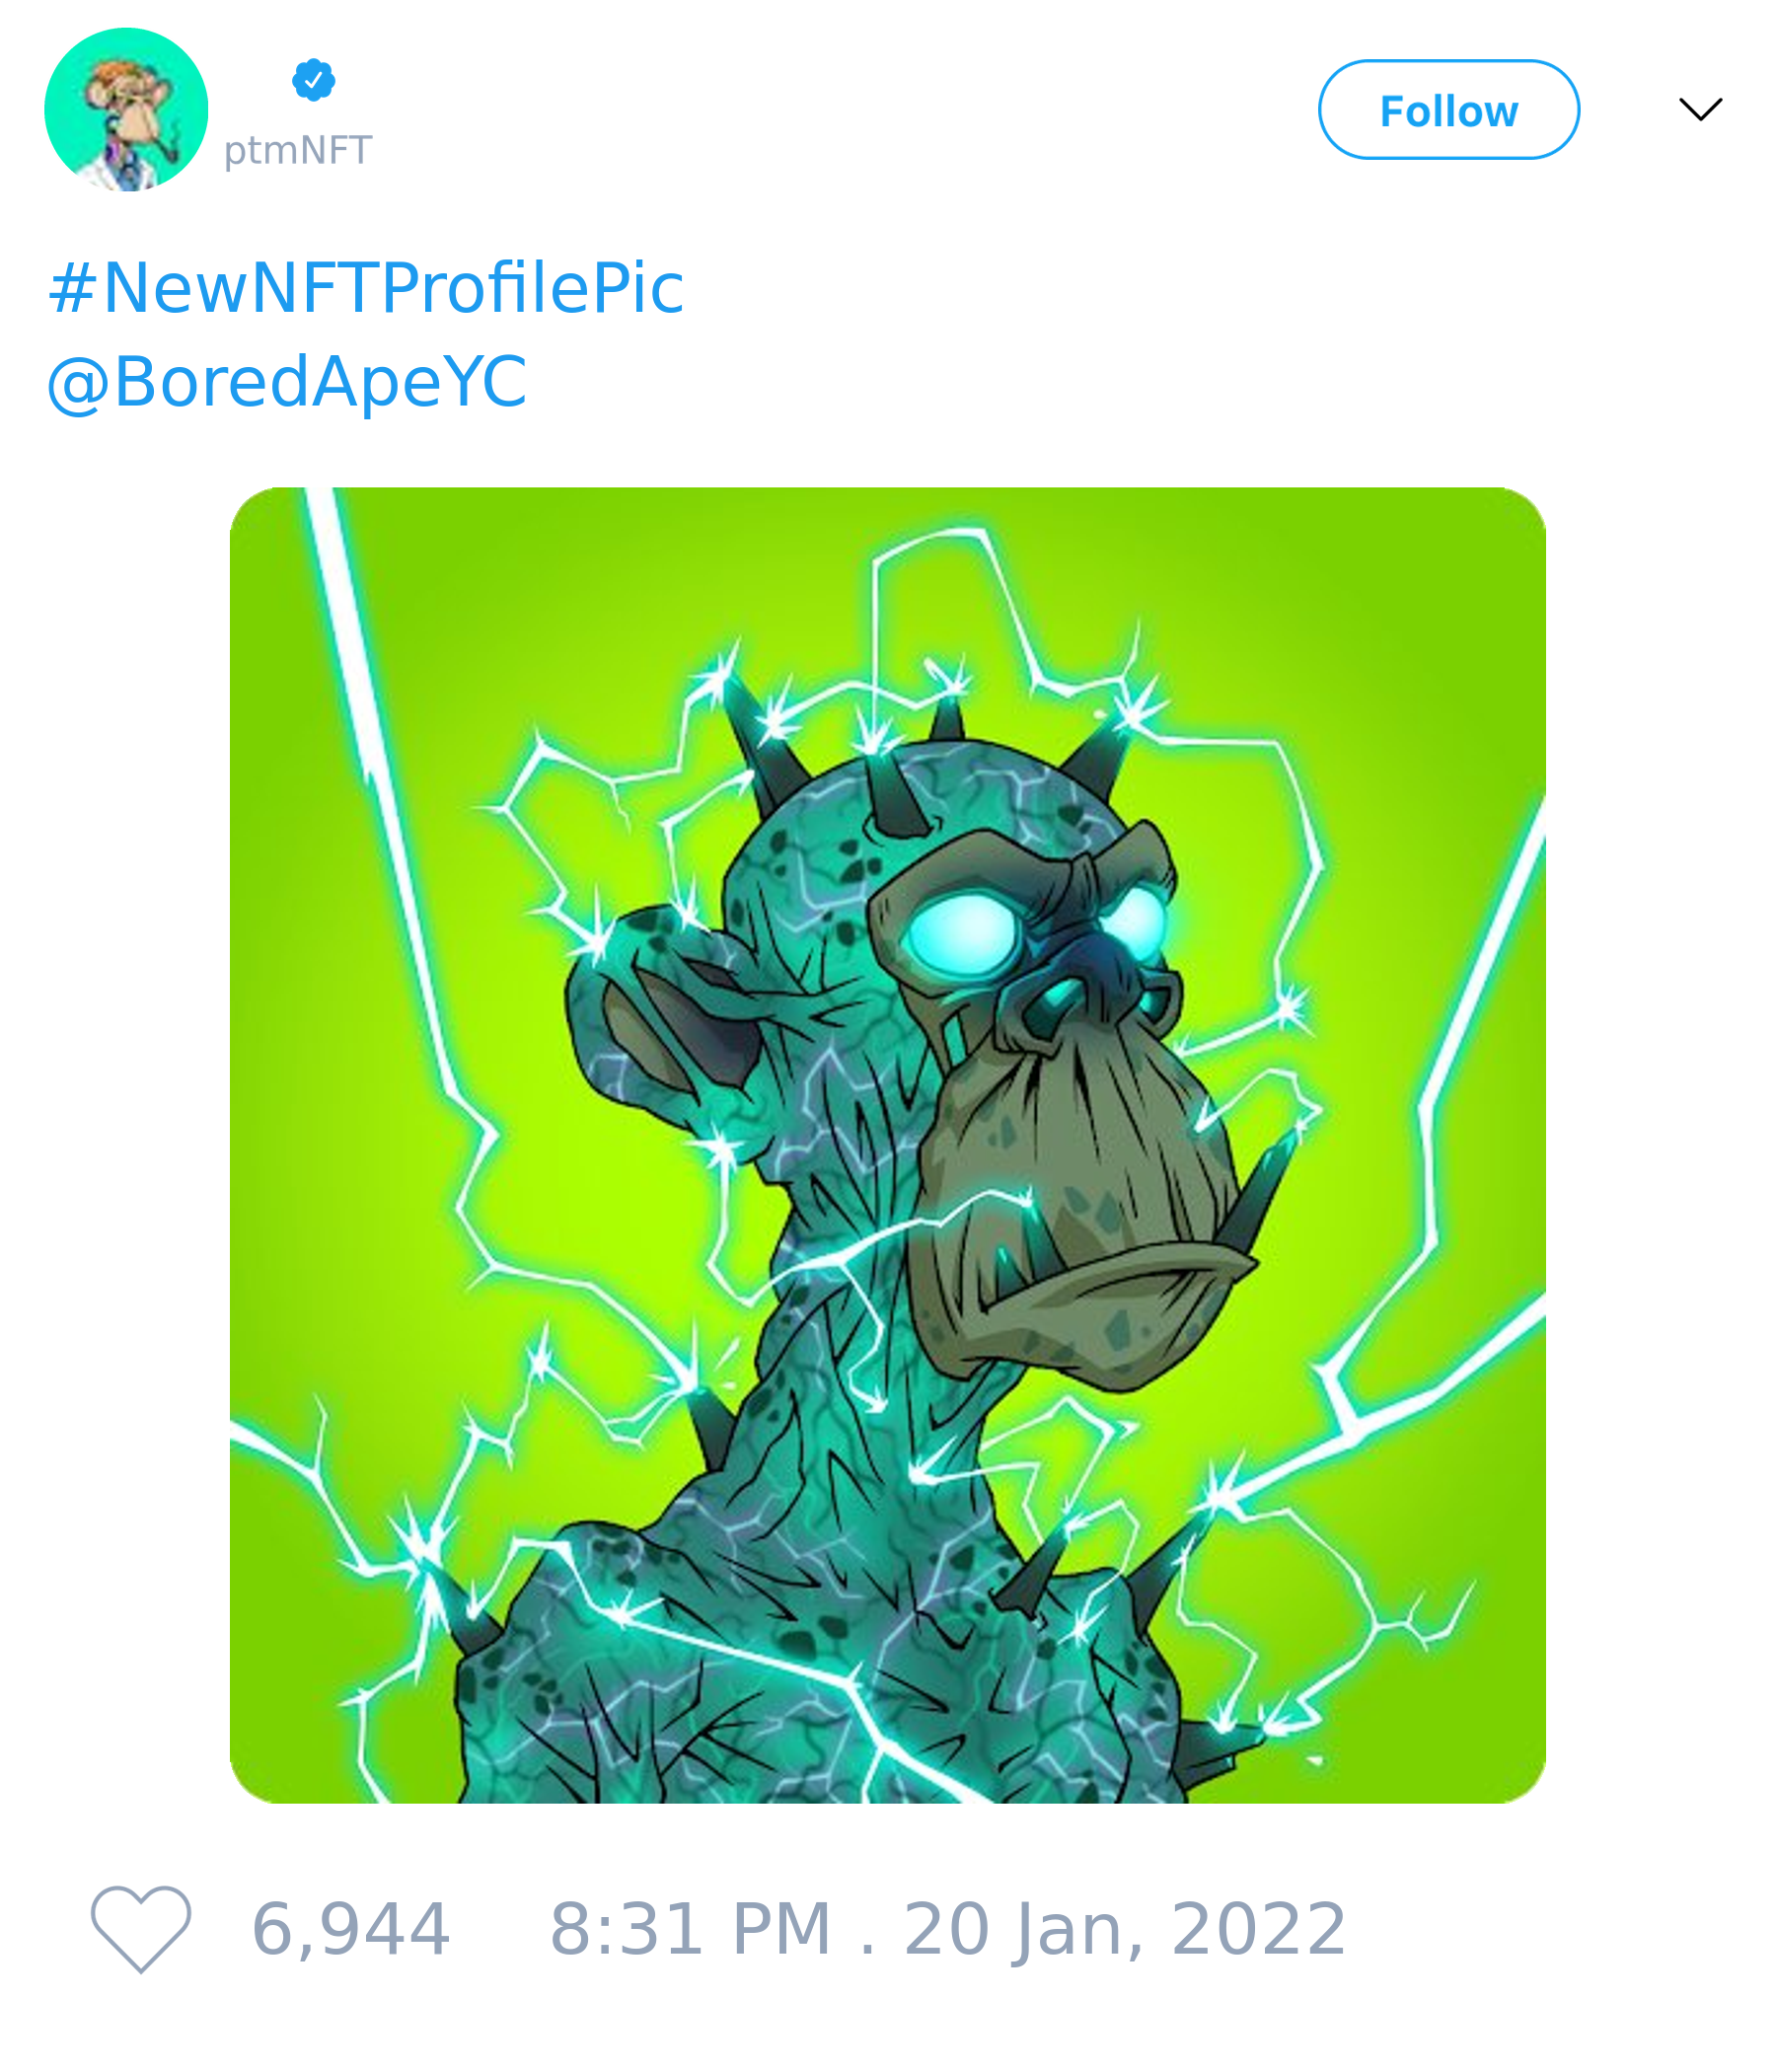 ptmNFT
Follow
#NewNFTProfilePic
@BoredApeYC
6,944 8:31 PM . 20 Jan, 2022